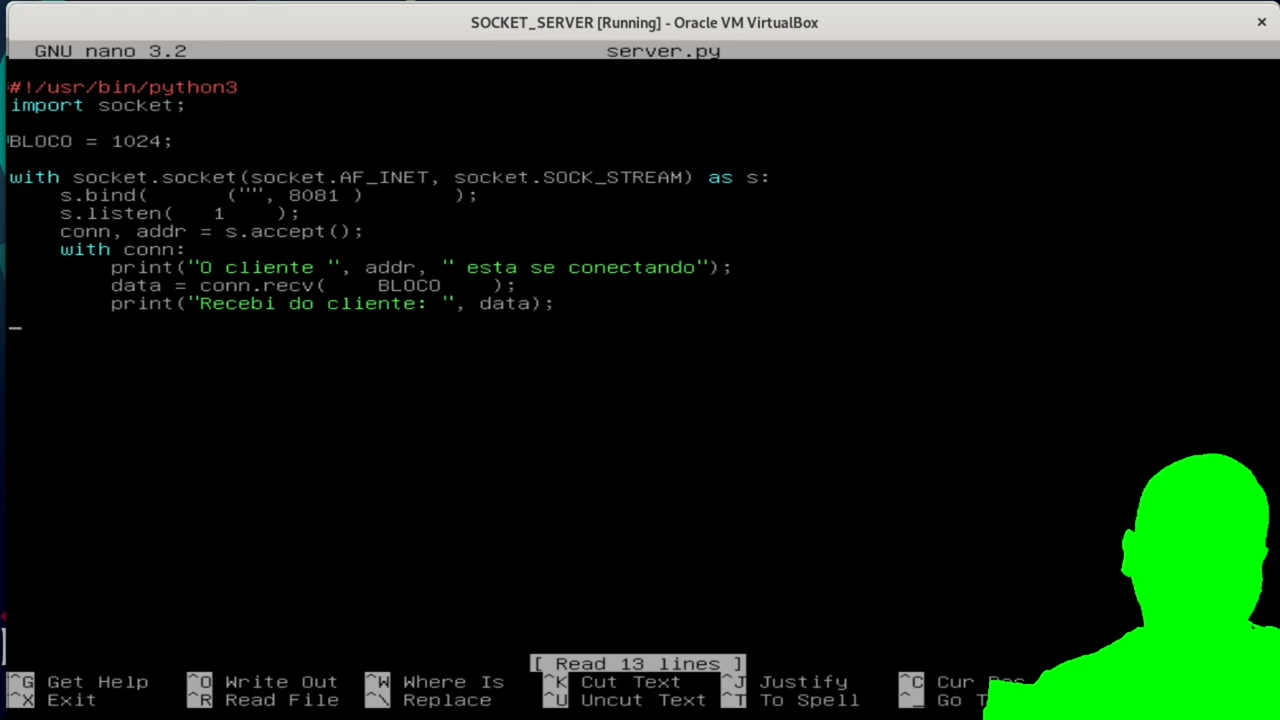 SOCKET_SERVER [Running] - Oracle VM VirtualBox ×
GNU nano 3.2 server.py
#!/usr/bin/python3
import socket;
BLOCO = 1024;
with socket.socket(socket.AF_INET, socket.SOCK_STREAM) as s:
s.bind( ("", 8081 ) );
s.listen( 1 );
conn, addr = s.accept();
with conn:
print("O cliente ", addr, " esta se conectando");
data = conn.recv( BLOCO );
print("Recebi do cliente: ", data);
[ Read 13 lines ]
^G Get Help ^O Write Out ^W Where Is ^K Cut Text ^J Justify ^C Cur Pos
^X Exit ^R Read File ^\ Replace ^U Uncut Text ^T To Spell ^_ Go T